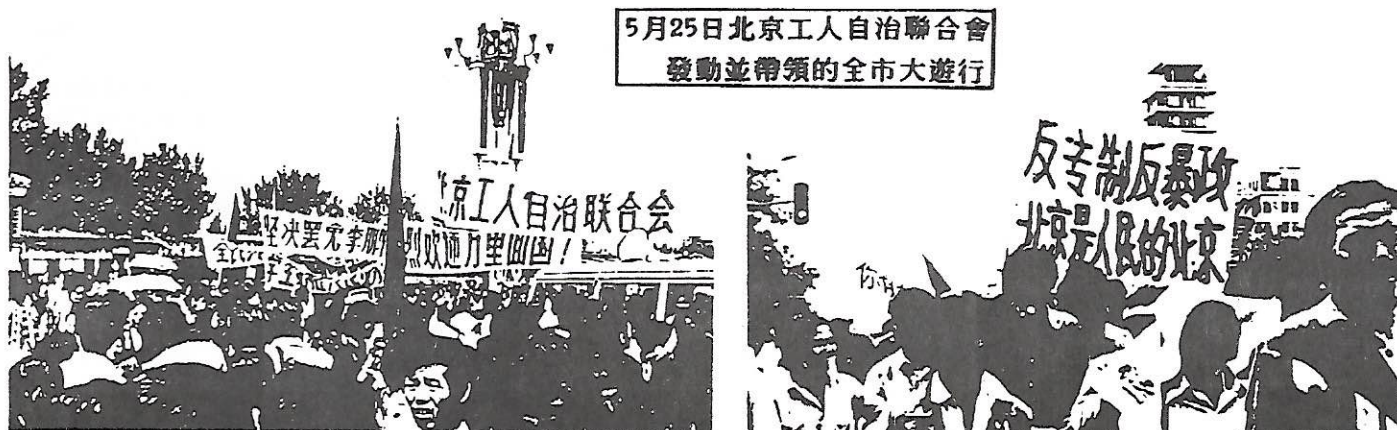 5月25日北京工人自治聯合會
發動並帶領的全市大遊行
京工人自治联合会
坚决罢免李鹏 烈欢迎万里回国!
反专制反暴政
北京是人民的北京